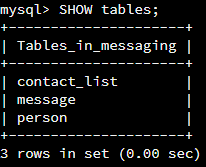 mysql> SHOW tables;
+---------------------+
| Tables_in_messaging |
+---------------------+
| contact_list        |
| message             |
| person              |
+---------------------+
3 rows in set (0.00 sec)